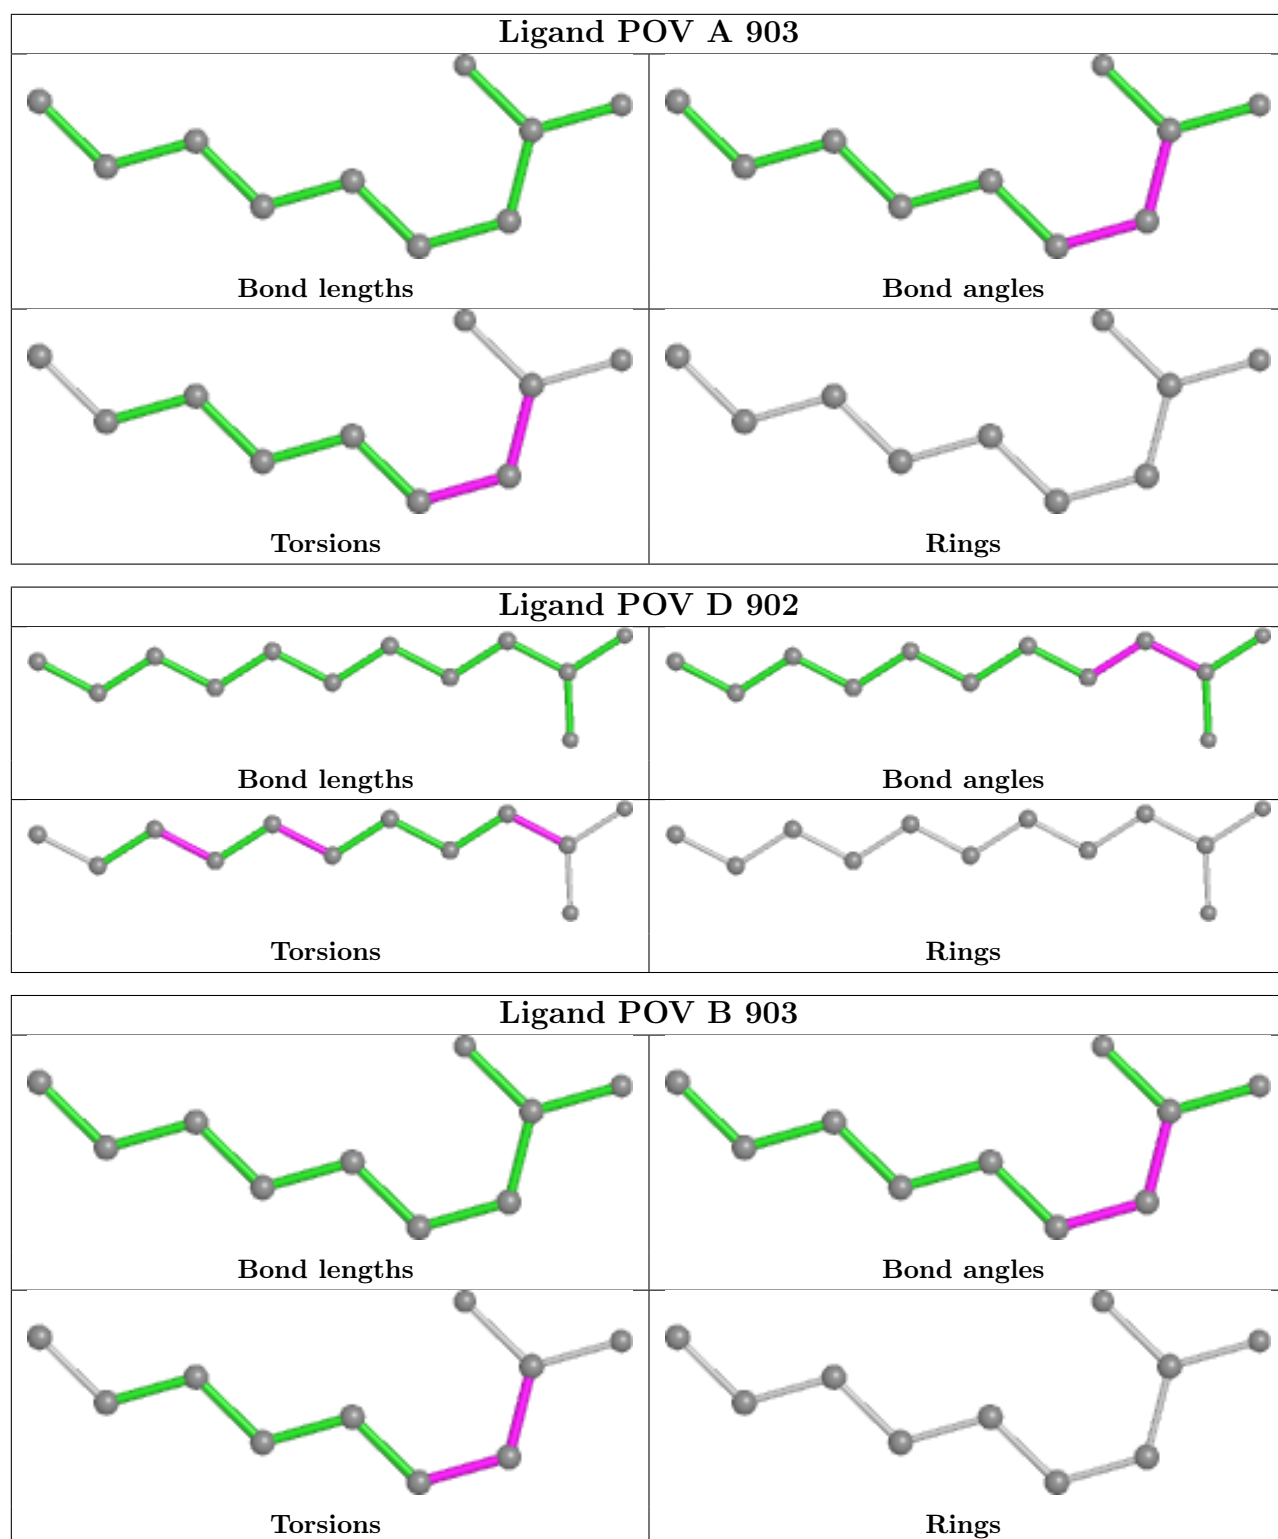 Ligand POV A 903
Bond lengths
Bond angles
Torsions
Rings
Ligand POV D 902
Bond lengths
Bond angles
Torsions
Rings
Ligand POV B 903
Bond lengths
Bond angles
Torsions
Rings